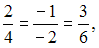 2/4 = -1/-2 = 3/6,